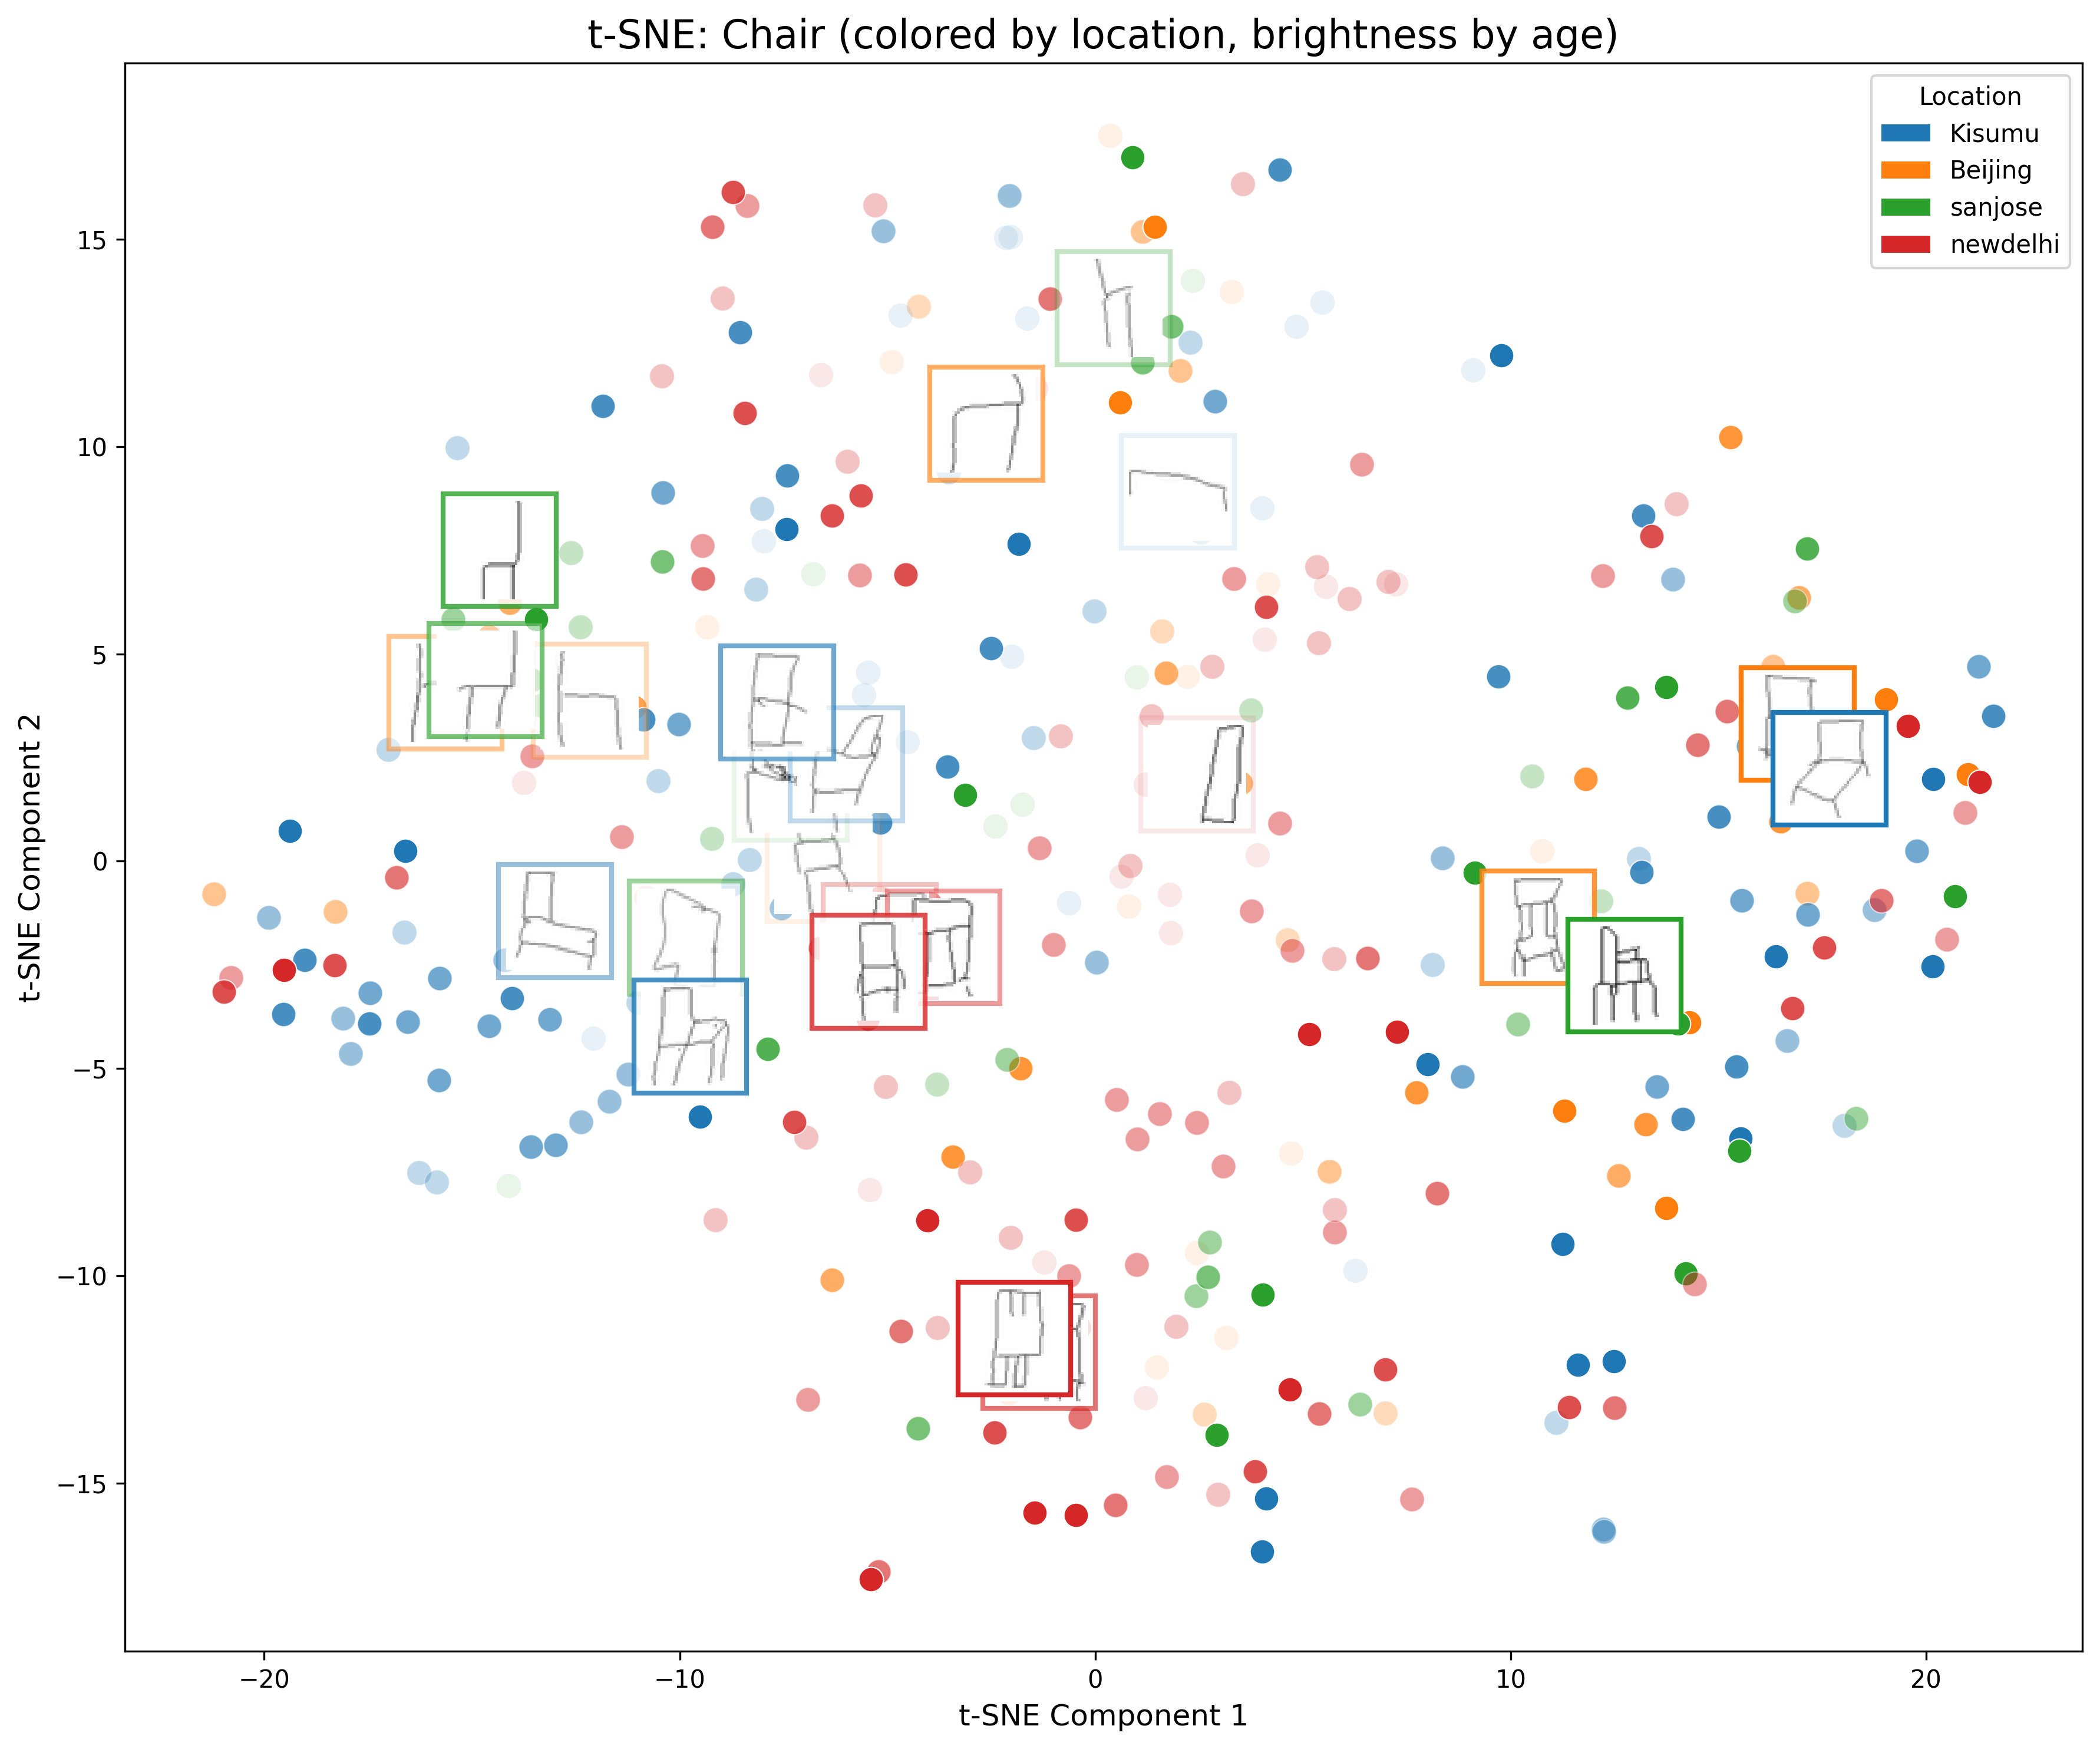 t-SNE: Chair (colored by location, brightness by age)
Location
Kisumu
Beijing
sanjose
newdelhi
15
10
5
0
−5
−10
−15
t-SNE Component 2
−20
−10
0
10
20
t-SNE Component 1